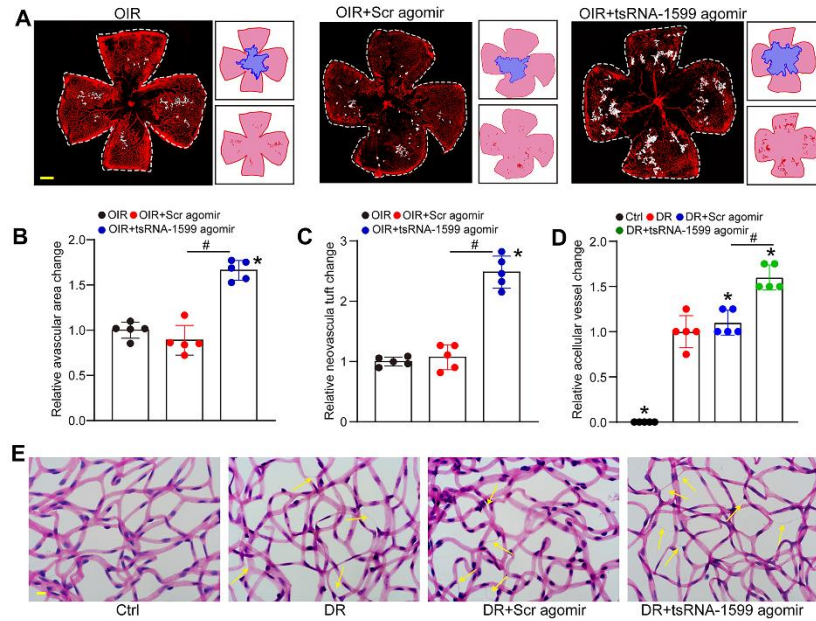 A
OIR
OIR+Scr agomir
OIR+tsRNA-1599 agomir
B
OIR OIR+Scr agomir
OIR+tsRNA-1599 agomir
Relative avascular area change
2.0
1.5
1.0
0.5
0.0
#
*
C
OIR OIR+Scr agomir
OIR+tsRNA-1599 agomir
Relative neovascula tuft change
3
2
1
0
#
*
D
Ctrl DR DR+Scr agomir
DR+tsRNA-1599 agomir
Relative acellular vessel change
2.0
1.5
1.0
0.5
0.0
#
*
*
*
E
Ctrl
DR
DR+Scr agomir
DR+tsRNA-1599 agomir